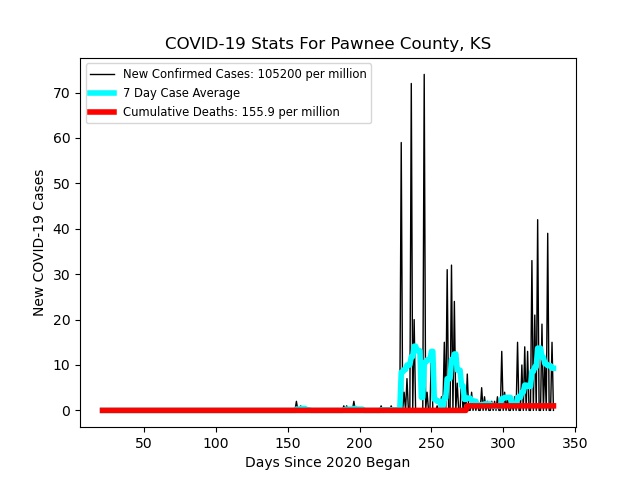 COVID-19 Stats For Pawnee County, KS
New Confirmed Cases: 105200 per million
7 Day Case Average
Cumulative Deaths: 155.9 per million
New COVID-19 Cases
70
60
50
40
30
20
10
0
50
100
150
200
250
300
350
Days Since 2020 Began